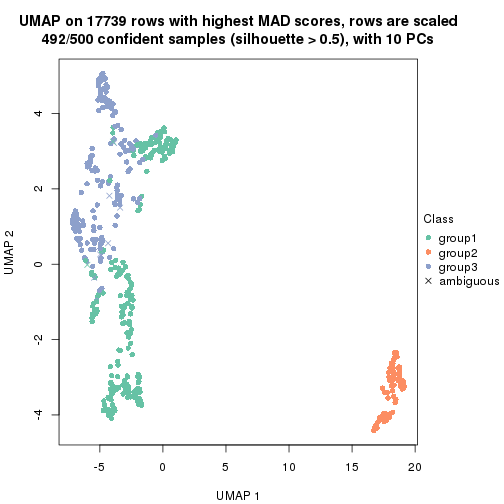 UMAP on 17739 rows with highest MAD scores, rows are scaled
492/500 confident samples (silhouette > 0.5), with 10 PCs
4
2
0
-2
-4
UMAP 2
-5
0
5
10
15
20
UMAP 1
Class
group1
group2
group3
ambiguous